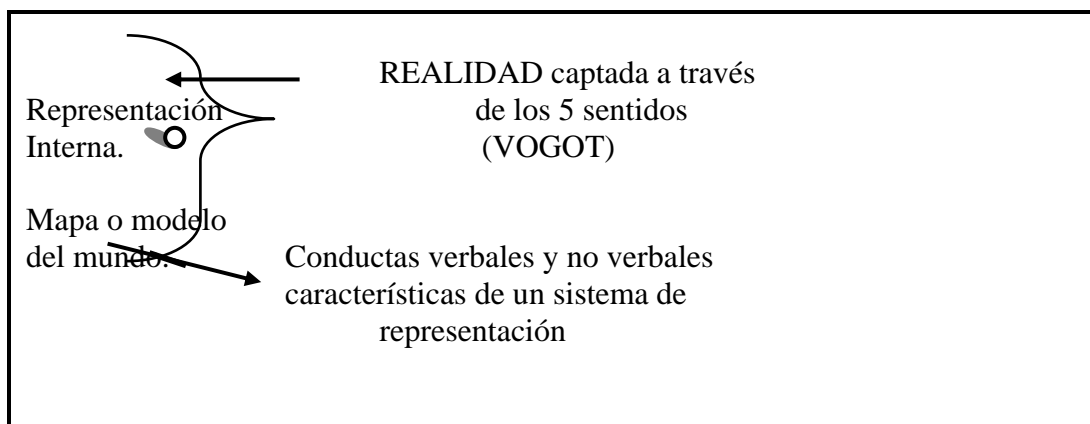 REALIDAD captada a través
de los 5 sentidos
(VOGOT)
Representación
Interna.
Mapa o modelo
del mundo.
Conductas verbales y no verbales
características de un sistema de
representación